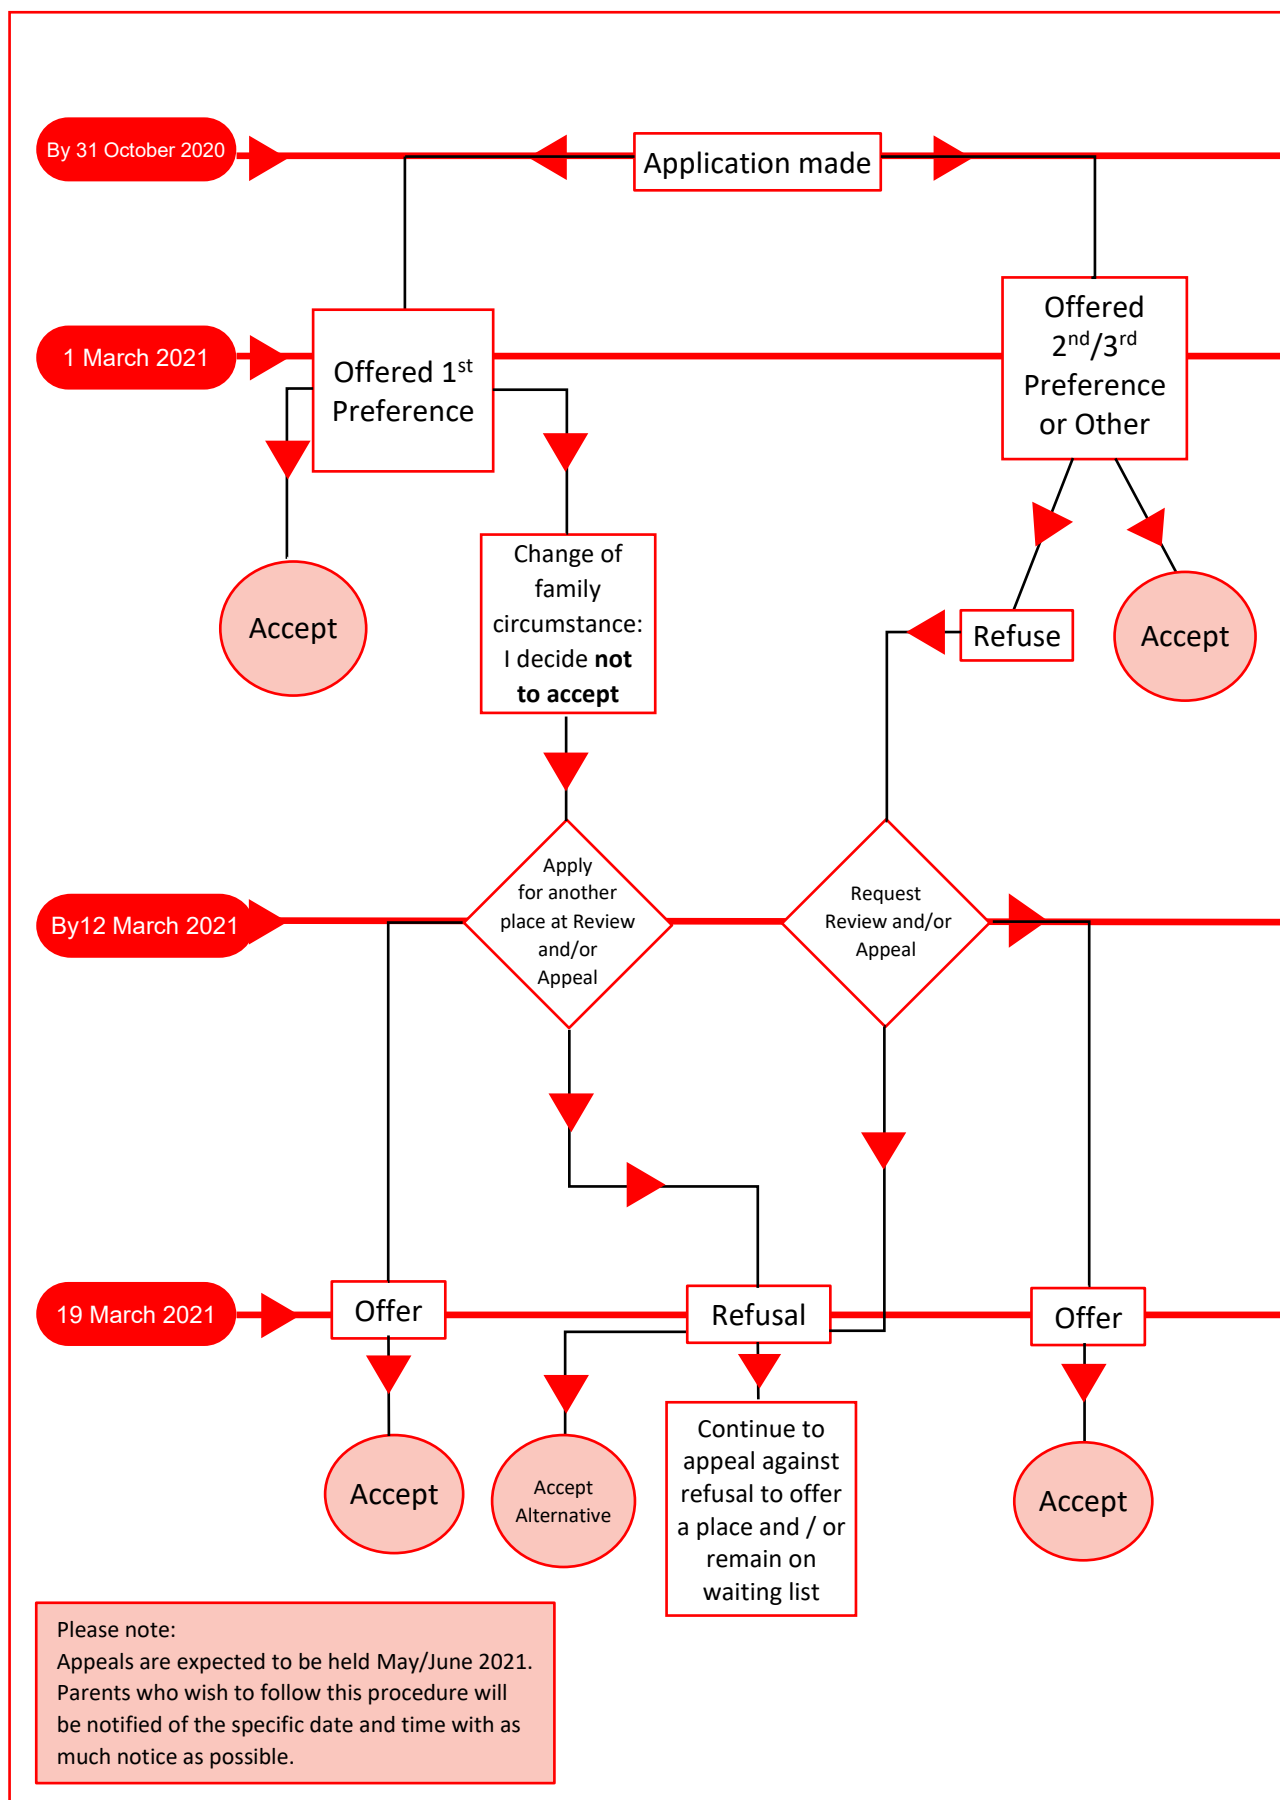 By 31 October 2020
Application made
1 March 2021
Offered 1st
Preference
Offered
2nd/3rd
Preference
or Other
Accept
Change of
family
circumstance:
I decide not
to accept
Refuse
Accept
By12 March 2021
Apply
for another
place at Review
and/or
Appeal
Request
Review and/or
Appeal
19 March 2021
Offer
Refusal
Offer
Accept
Accept
Alternative
Continue to
appeal against
refusal to offer
a place and / or
remain on
waiting list
Accept
Please note:
Appeals are expected to be held May/June 2021.
Parents who wish to follow this procedure will
be notified of the specific date and time with as
much notice as possible.